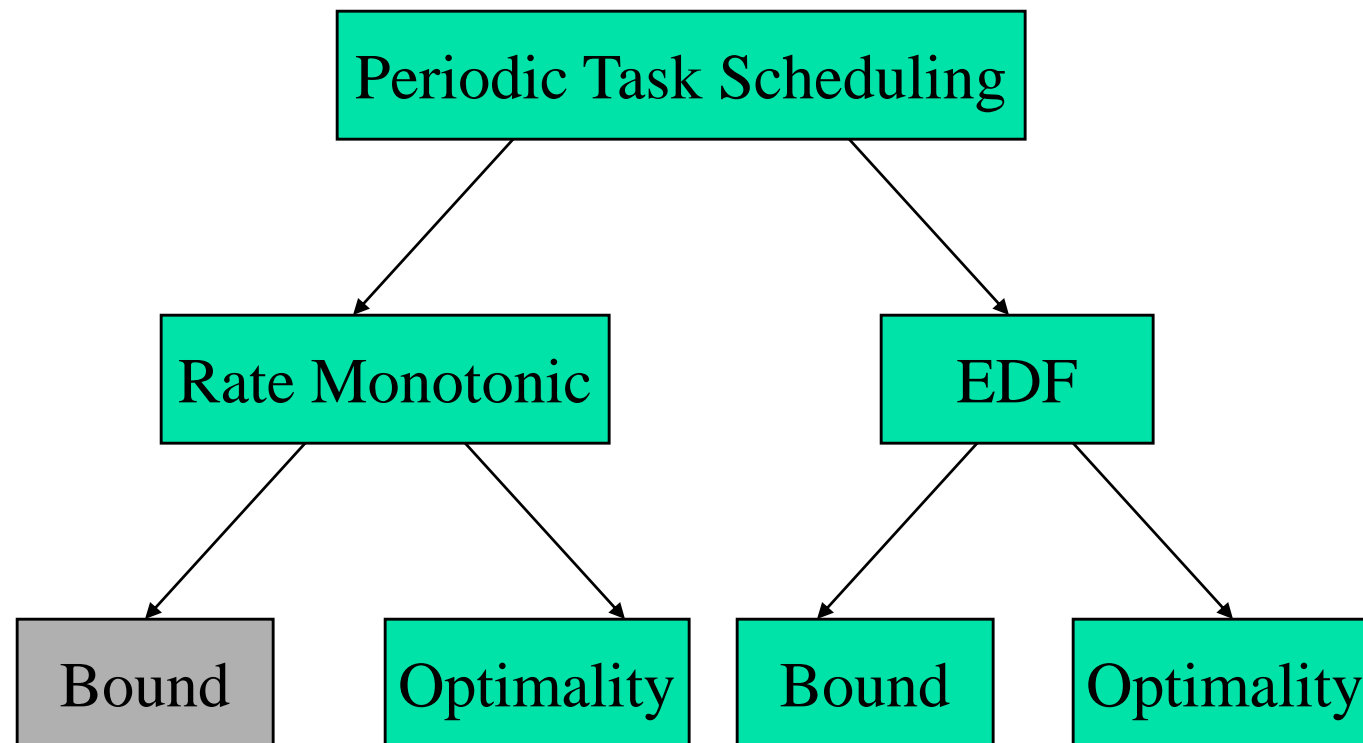 Periodic Task Scheduling
Rate Monotonic
EDF
Bound
Optimality
Bound
Optimality